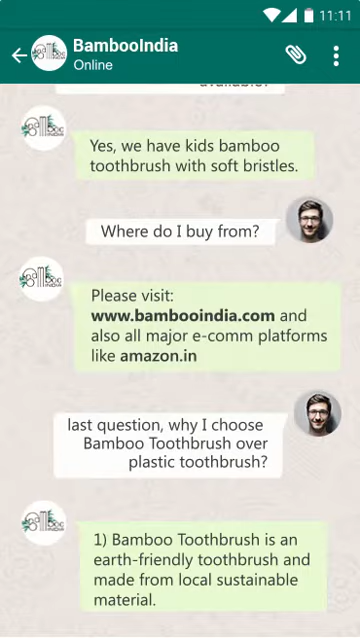 11:11
BambooIndia
Online
Yes, we have kids bamboo
toothbrush with soft bristles.
Where do I buy from?
Please visit:
www.bambooindia.com and
also all major e-comm platforms
like amazon.in
last question, why I choose
Bamboo Toothbrush over
plastic toothbrush?
1) Bamboo Toothbrush is an
earth-friendly toothbrush and
made from local sustainable
material.